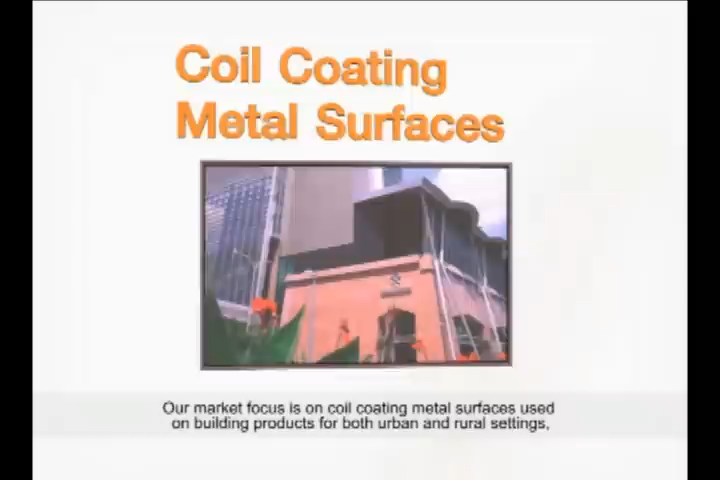 Coil Coating
Metal Surfaces
Our market focus is on coil coating metal surfaces used
on building products for both urban and rural settings,